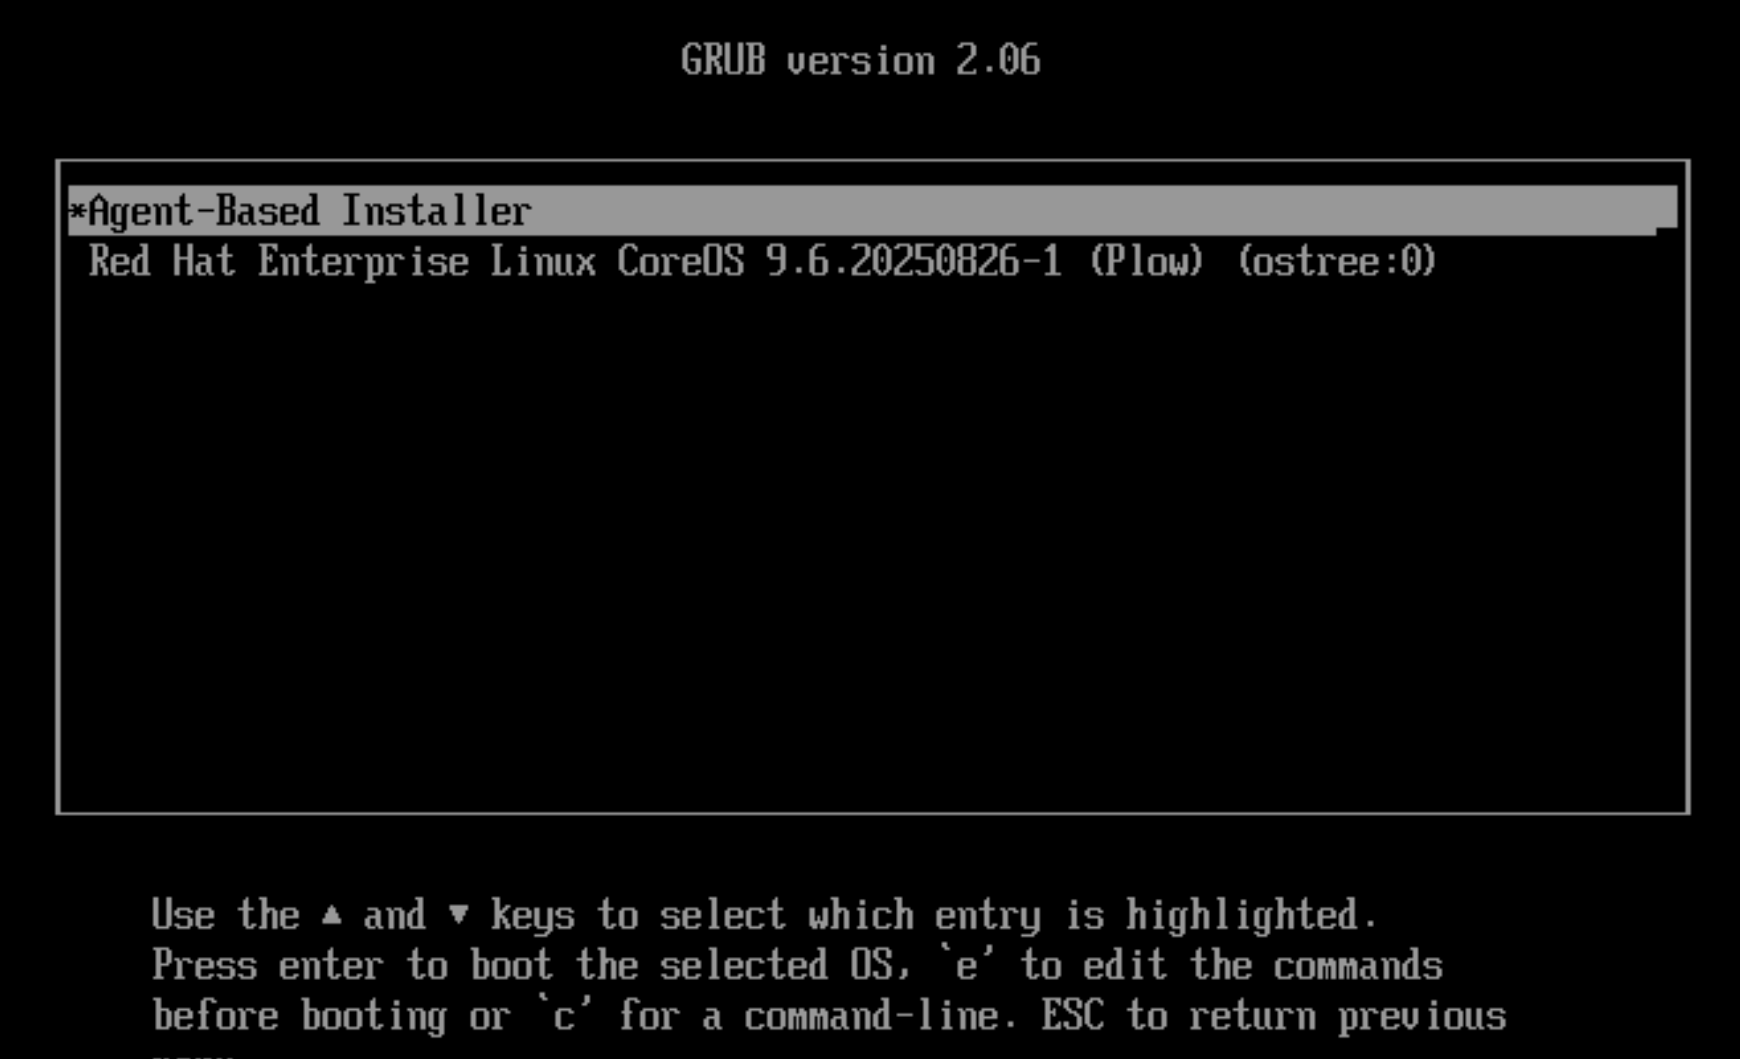 GRUB version 2.06
*Agent-Based Installer
Red Hat Enterprise Linux CoreOS 9.6.20250826-1 (Plow) (ostree:0)
Use the ▲ and ▼ keys to select which entry is highlighted.
Press enter to boot the selected OS, `e' to edit the commands
before booting or `c' for a command-line. ESC to return previous